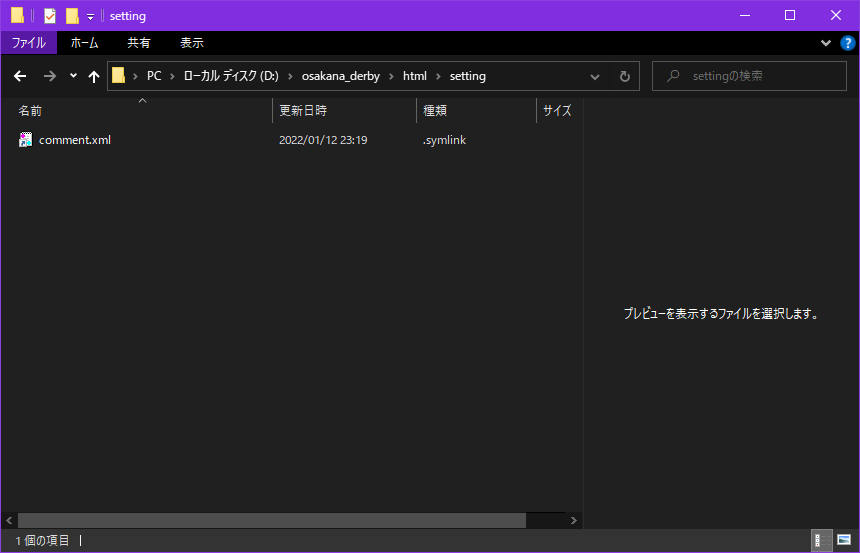 setting
ファイル ホーム 共有 表示
PC ローカル ディスク (D:) osakana_derby html setting settingの検索
名前 更新日時 種類 サイズ
comment.xml 2022/01/12 23:19 .symlink
プレビューを表示するファイルを選択します。
1 個の項目